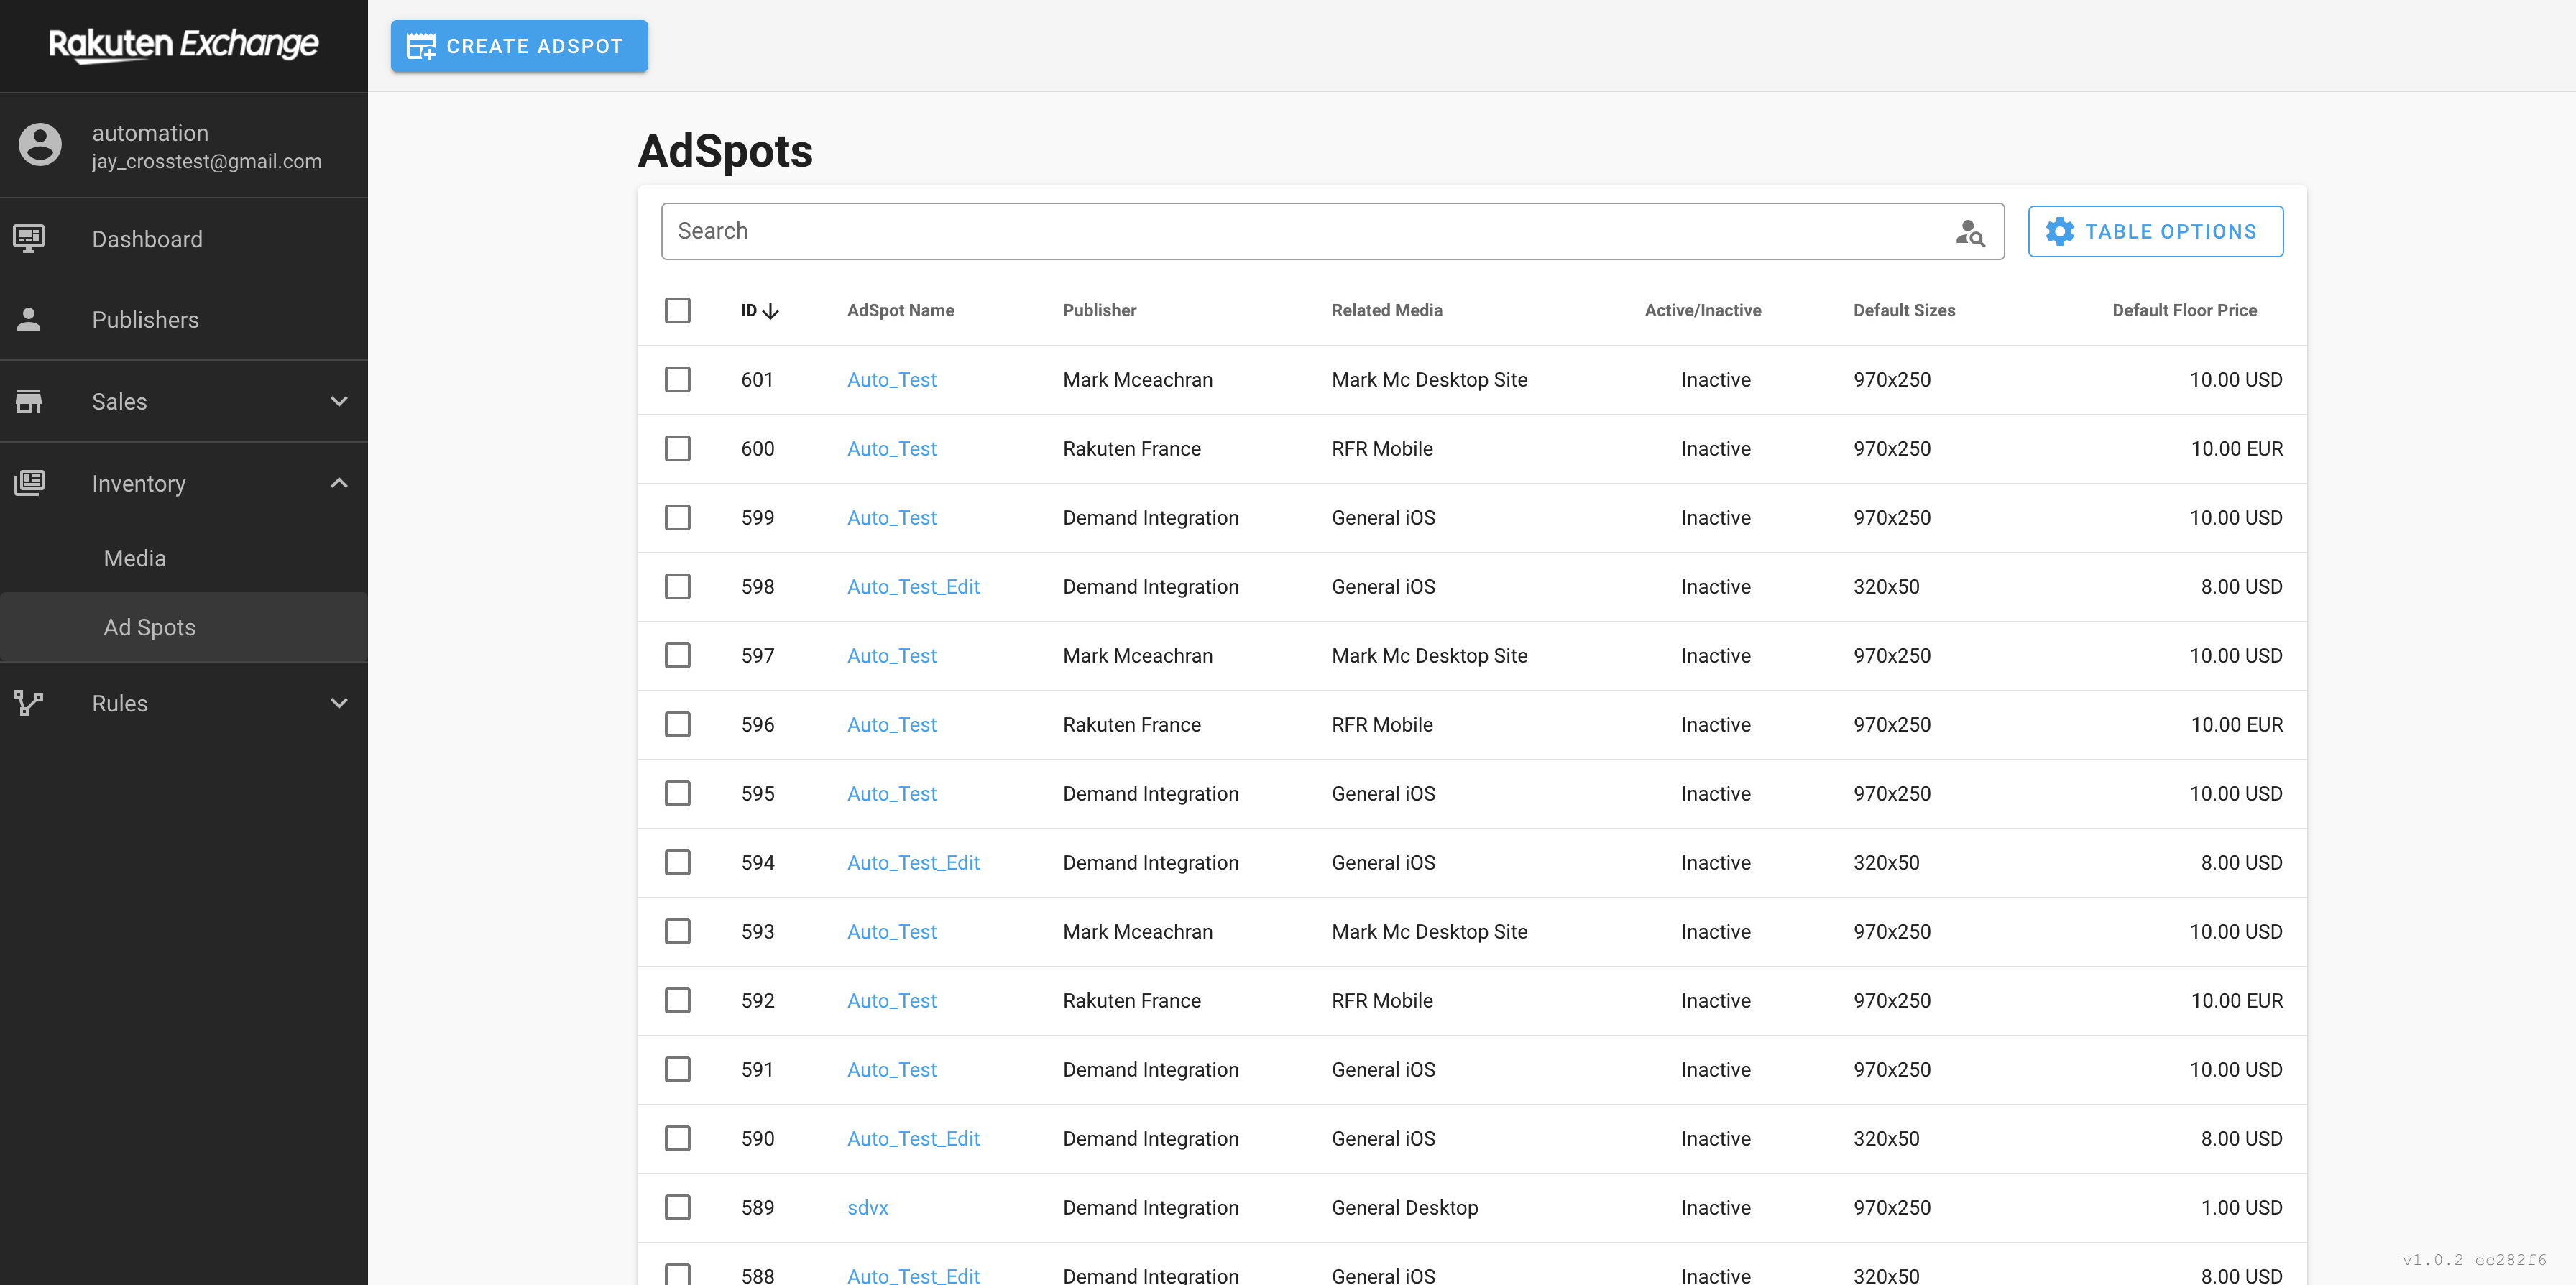 Rakuten Exchange
CREATE ADSPOT
automation
jay_crosstest@gmail.com
Dashboard
Publishers
Sales
Inventory
Media
Ad Spots
Rules
AdSpots
Search
TABLE OPTIONS
ID AdSpot Name Publisher Related Media Active/Inactive Default Sizes Default Floor Price
601 Auto_Test Mark Mceachran Mark Mc Desktop Site Inactive 970x250 10.00 USD
600 Auto_Test Rakuten France RFR Mobile Inactive 970x250 10.00 EUR
599 Auto_Test Demand Integration General iOS Inactive 970x250 10.00 USD
598 Auto_Test_Edit Demand Integration General iOS Inactive 320x50 8.00 USD
597 Auto_Test Mark Mceachran Mark Mc Desktop Site Inactive 970x250 10.00 USD
596 Auto_Test Rakuten France RFR Mobile Inactive 970x250 10.00 EUR
595 Auto_Test Demand Integration General iOS Inactive 970x250 10.00 USD
594 Auto_Test_Edit Demand Integration General iOS Inactive 320x50 8.00 USD
593 Auto_Test Mark Mceachran Mark Mc Desktop Site Inactive 970x250 10.00 USD
592 Auto_Test Rakuten France RFR Mobile Inactive 970x250 10.00 EUR
591 Auto_Test Demand Integration General iOS Inactive 970x250 10.00 USD
590 Auto_Test_Edit Demand Integration General iOS Inactive 320x50 8.00 USD
589 sdvx Demand Integration General Desktop Inactive 970x250 1.00 USD
588 Auto_Test_Edit Demand Integration General iOS Inactive 320x50 8.00 USD
v1.0.2 ec282f6